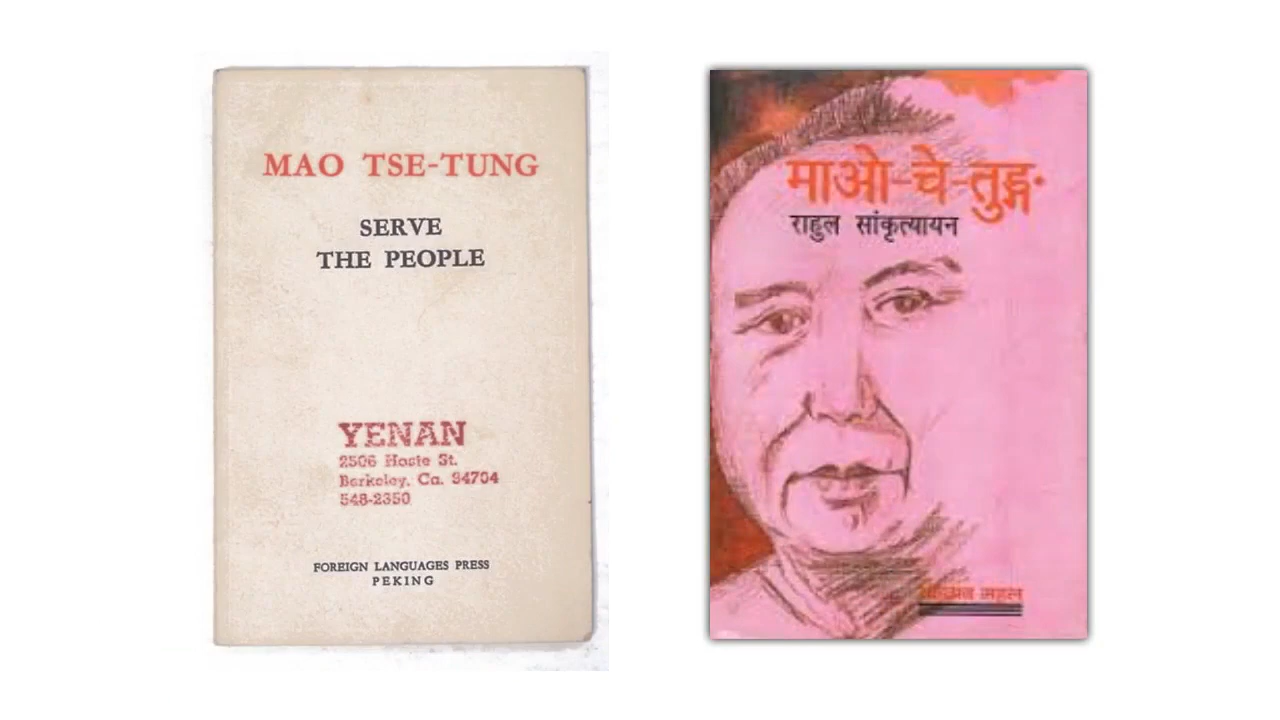 MAO TSE-TUNG
SERVE
THE PEOPLE
YENAN
2506 Haste St.
Berkeley, Ca. 94704
548-2350
FOREIGN LANGUAGES PRESS
PEKING
माओ-चे-तुङ्ग
राहुल सांकृत्यायन
किताब महल